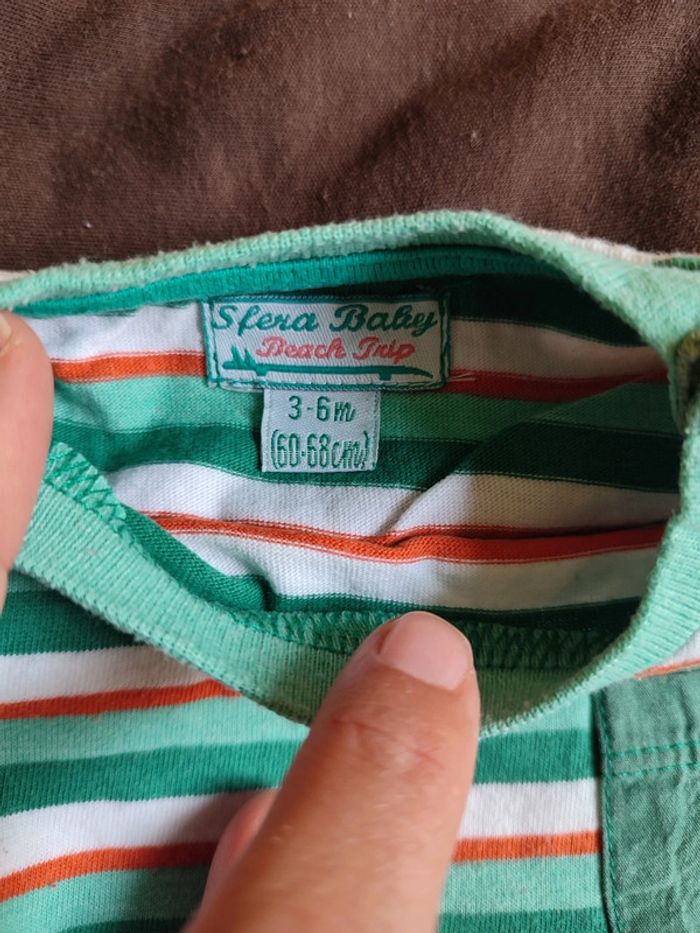 Sfera Baby
Beach Trip
3-6m
(60-68cm)